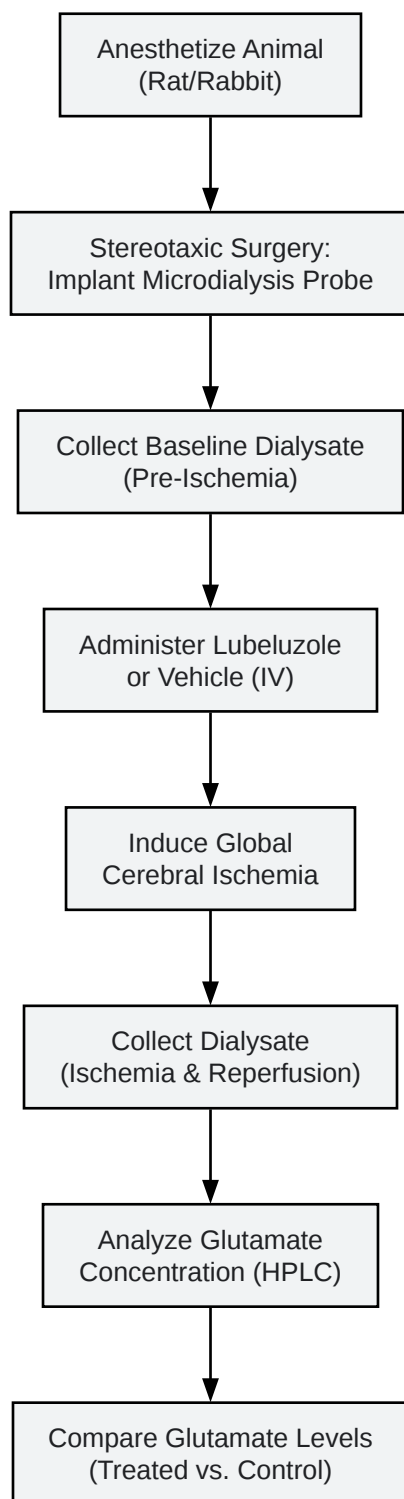 Anesthetize Animal
(Rat/Rabbit)
Stereotaxic Surgery:
Implant Microdialysis Probe
Collect Baseline Dialysate
(Pre-Ischemia)
Administer Lubeluzole
or Vehicle (IV)
Induce Global
Cerebral Ischemia
Collect Dialysate
(Ischemia & Reperfusion)
Analyze Glutamate
Concentration (HPLC)
Compare Glutamate Levels
(Treated vs. Control)